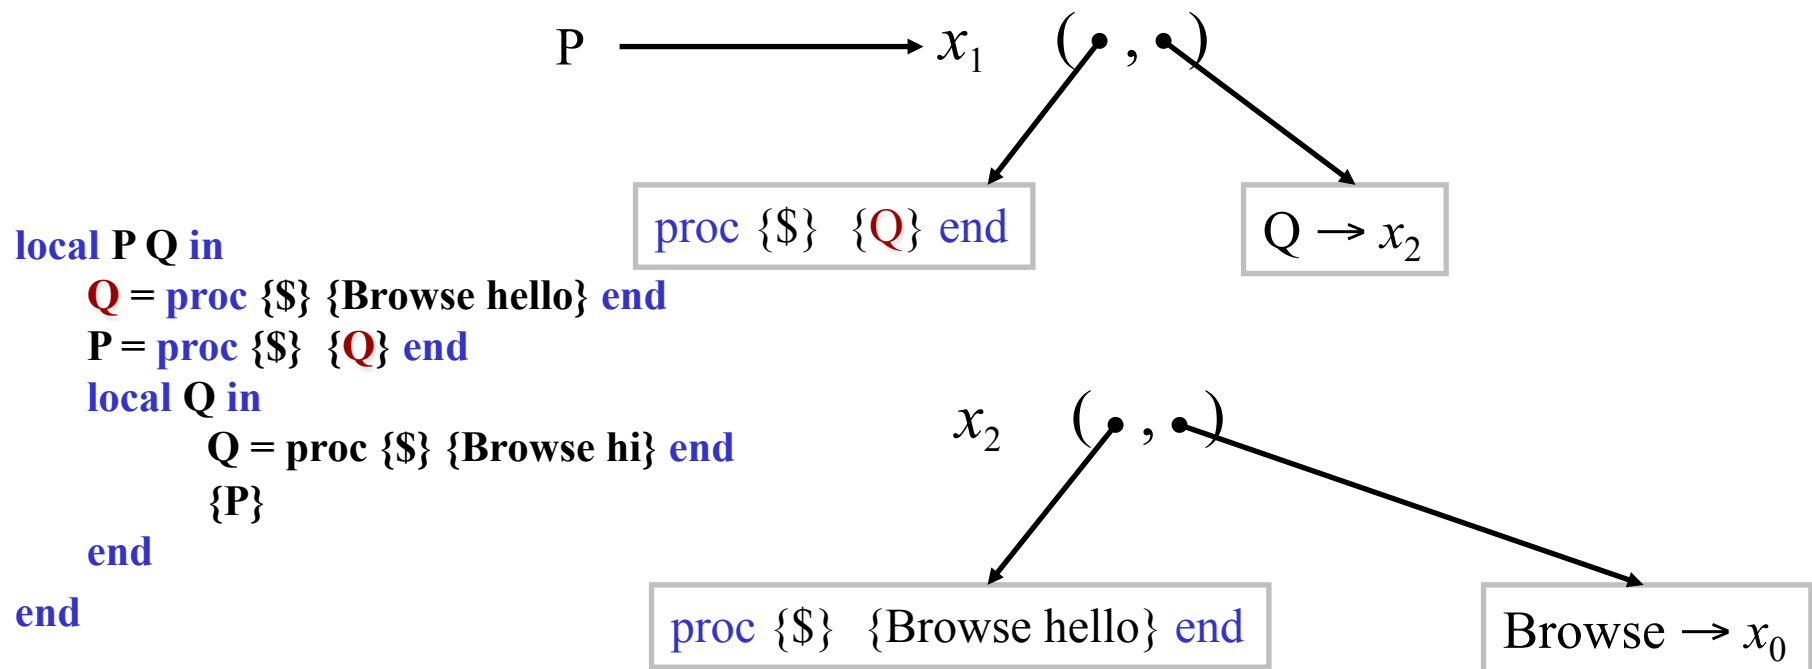 P x₁ ( , )
proc {$} {Q} end
Q → x₂
local P Q in
Q = proc {$} {Browse hello} end
P = proc {$} {Q} end
local Q in
Q = proc {$} {Browse hi} end
{P}
end
end
x₂ ( , )
proc {$} {Browse hello} end
Browse → x₀